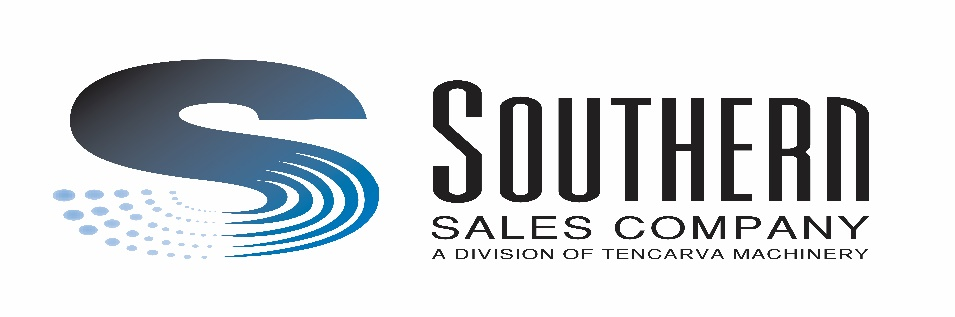 SOUTHERN
SALES COMPANY
A DIVISION OF TENCARVA MACHINERY